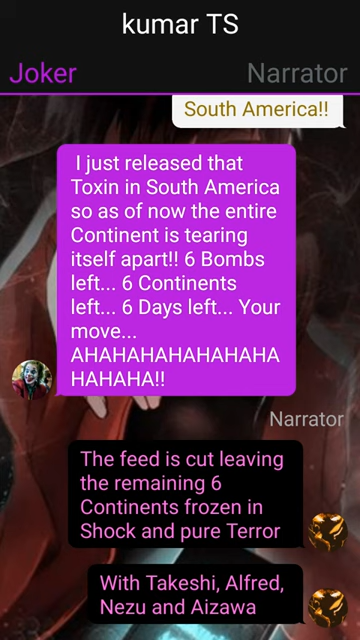 kumar TS
Joker
Narrator
South America!!
I just released that
Toxin in South America
so as of now the entire
Continent is tearing
itself apart!! 6 Bombs
left... 6 Continents
left... 6 Days left... Your
move...
AHAHAHAHAHAHAHA
HAHAHA!!
Narrator
The feed is cut leaving
the remaining 6
Continents frozen in
Shock and pure Terror
With Takeshi, Alfred,
Nezu and Aizawa